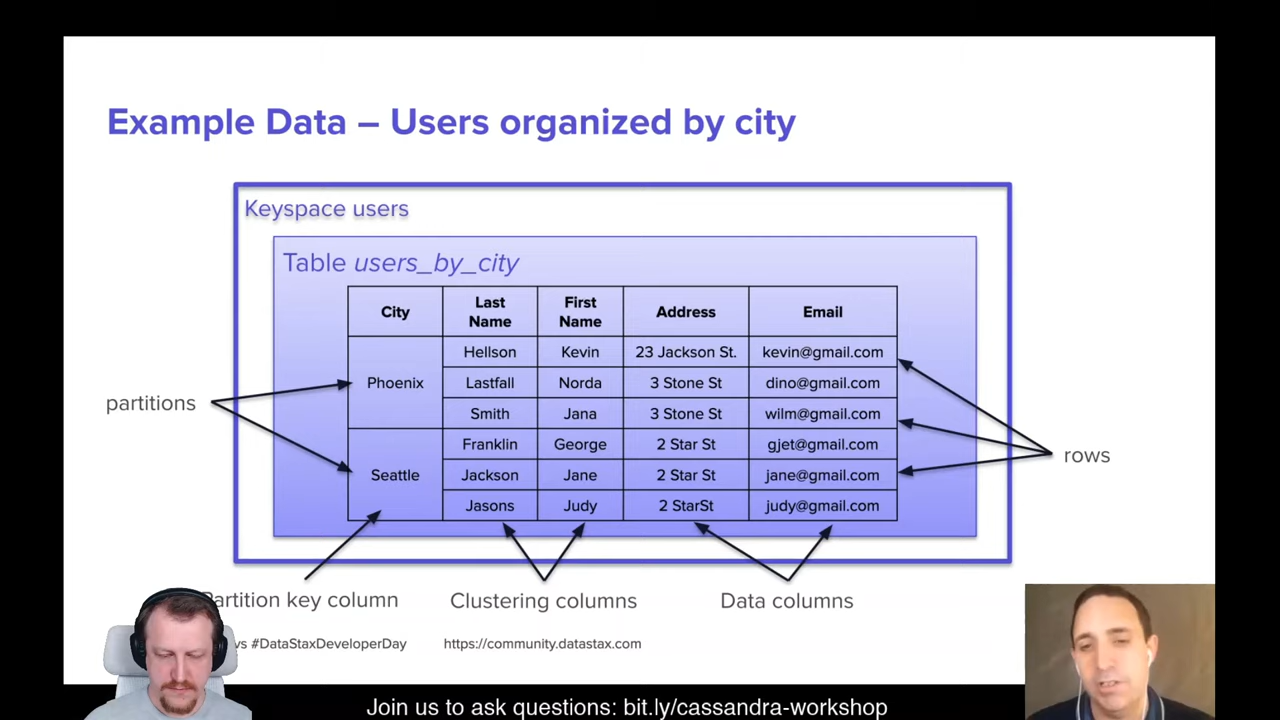 Example Data – Users organized by city
Keyspace users
Table users_by_city
City Last Name First Name Address Email
Phoenix
Hellson Kevin 23 Jackson St. kevin@gmail.com
Lastfall Norda 3 Stone St dino@gmail.com
Smith Jana 3 Stone St wilm@gmail.com
Seattle
Franklin George 2 Star St gjet@gmail.com
Jackson Jane 2 Star St jane@gmail.com
Jasons Judy 2 StarSt judy@gmail.com
partitions
rows
Partition key column
Clustering columns
Data columns
#DataStaxDeveloperDay
https://community.datastax.com
Join us to ask questions: bit.ly/cassandra-workshop